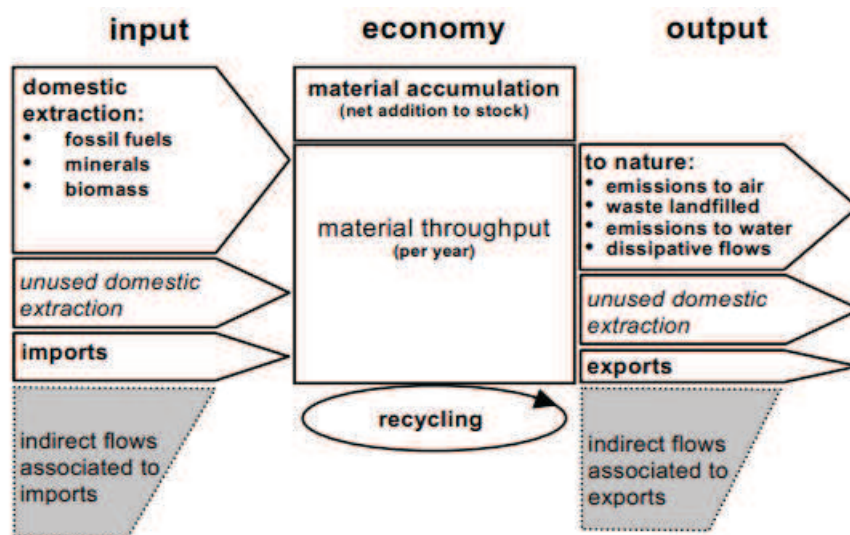 input
economy
output
domestic
extraction:
• fossil fuels
• minerals
• biomass
unused domestic
extraction
imports
indirect flows
associated to
imports
material accumulation
(net addition to stock)
material throughput
(per year)
recycling
to nature:
• emissions to air
• waste landfilled
• emissions to water
• dissipative flows
unused domestic
extraction
exports
indirect flows
associated to
exports